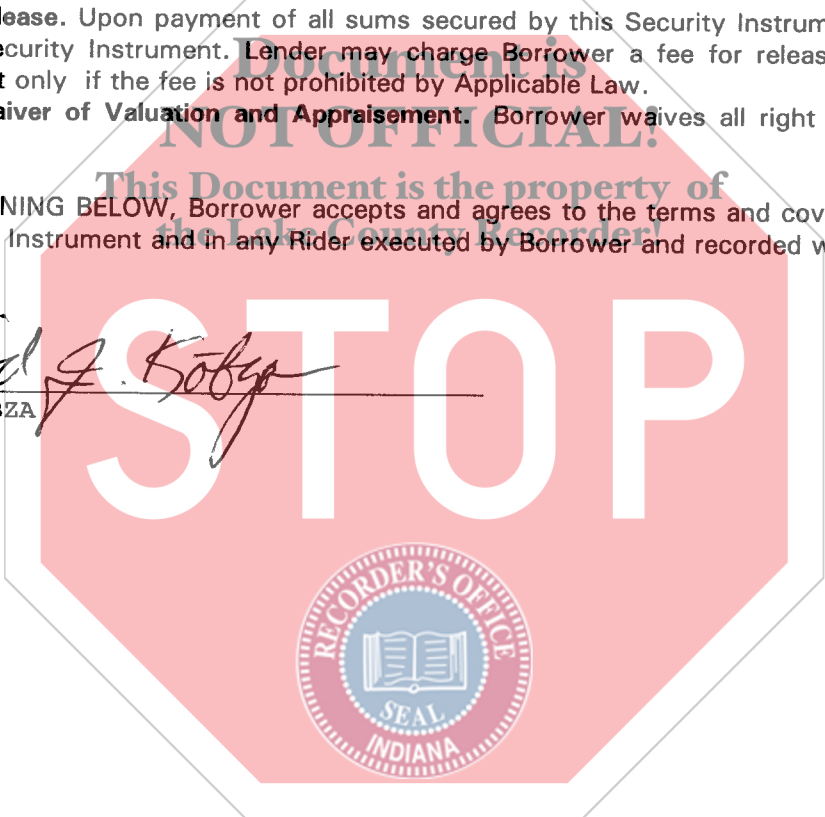 lease. Upon payment of all sums secured by this Security Instrum
ecurity Instrument. Lender may charge Borrower a fee for releas
t only if the fee is not prohibited by Applicable Law.
aiver of Valuation and Appraisement. Borrower waives all right
NING BELOW, Borrower accepts and agrees to the terms and cov
Instrument and in any Rider executed by Borrower and recorded w
Document is
NOT OFFICIAL!
This Document is the property of
the Lake County Recorder!
d J. Kobza
ZA
STOP
RECORDER'S OFFICE
SEAL
INDIANA